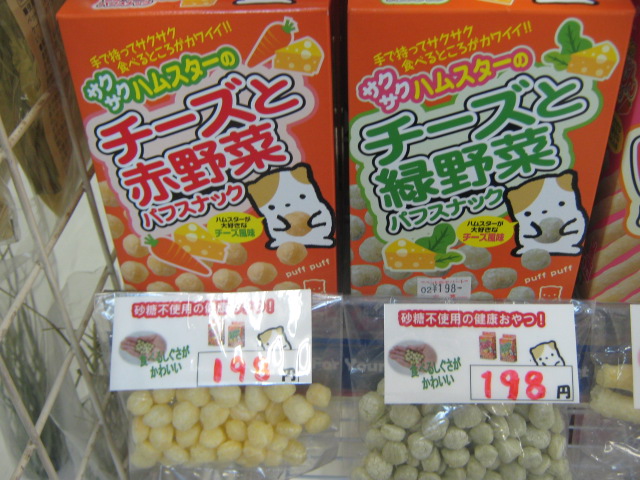 手で持ってサクサク
食べるところがカワイイ!!
サクサクハムスターの
チーズと
赤野菜
パフスナック
ハムスターが
大好きな
チーズ風味
puff puff
手で持ってサクサク
食べるところがカワイイ!!
サクサクハムスターの
チーズと
緑野菜
パフスナック
ハムスターが
大好きな
チーズ風味
puff puff
02¥198-
砂糖不使用の健康おやつ!
食べるしぐさが
かわいい
198円
砂糖不使用の健康おやつ!
食べるしぐさが
かわいい
198円